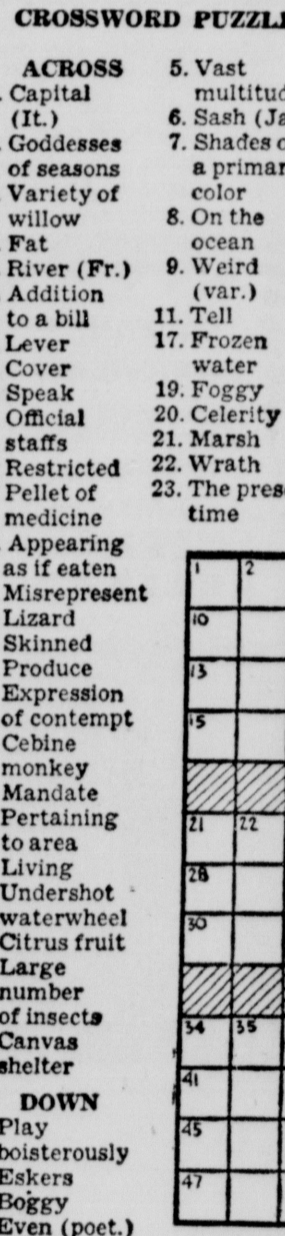 CROSSWORD PUZZL
ACROSS
Capital
(It.)
Goddesses
of seasons
Variety of
willow
Fat
River (Fr.)
Addition
to a bill
Lever
Cover
Speak
Official
staffs
Restricted
Pellet of
medicine
Appearing
as if eaten
Misrepresent
Lizard
Skinned
Produce
Expression
of contempt
Cebine
monkey
Mandate
Pertaining
to area
Living
Undershot
waterwheel
Citrus fruit
Large
number
of insects
Canvas
shelter
DOWN
Play
boisterously
Eskers
Boggy
Even (poet.)
5. Vast
multitud
6. Sash (Ja
7. Shades o
a primar
color
8. On the
ocean
9. Weird
(var.)
11. Tell
17. Frozen
water
19. Foggy
20. Celerity
21. Marsh
22. Wrath
23. The pres
time
1 2
10
13
15
21 22
28
30
34 35
41
45
47